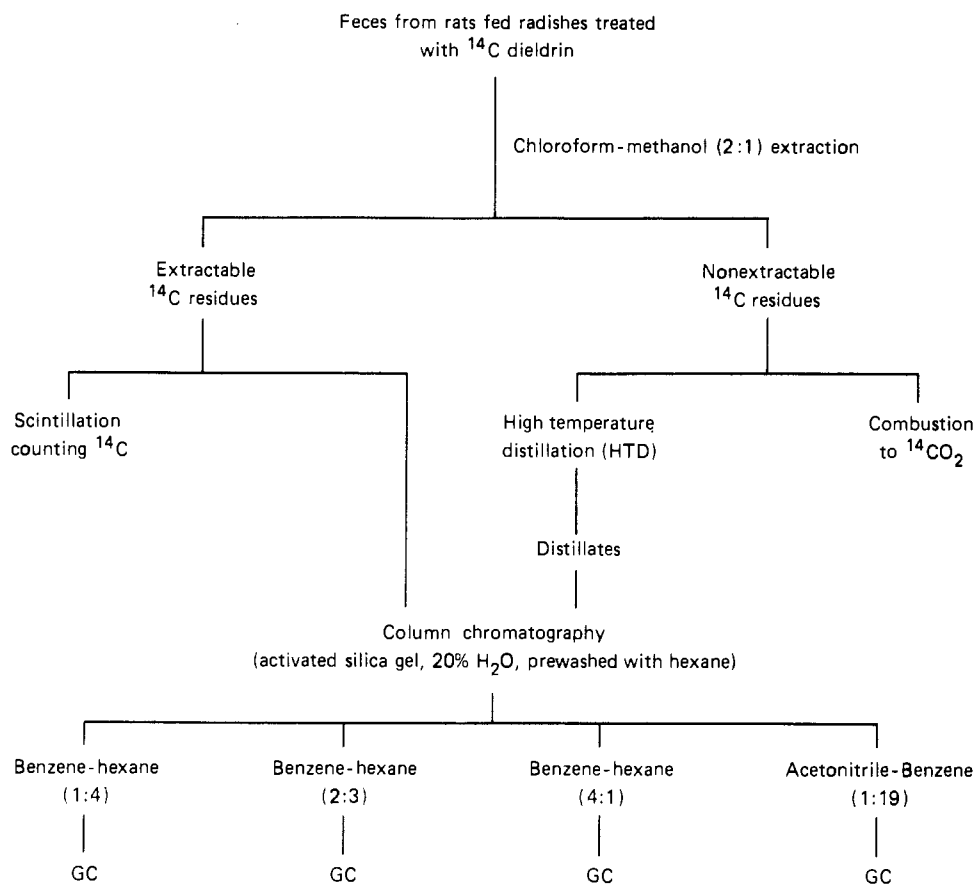 Feces from rats fed radishes treated
with ¹⁴C dieldrin
Chloroform-methanol (2:1) extraction
Extractable
¹⁴C residues
Nonextractable
¹⁴C residues
Scintillation
counting ¹⁴C
High temperature
distillation (HTD)
Combustion
to ¹⁴CO₂
Distillates
Column chromatography
(activated silica gel, 20% H₂O, prewashed with hexane)
Benzene-hexane
(1:4)
Benzene-hexane
(2:3)
Benzene-hexane
(4:1)
Acetonitrile-Benzene
(1:19)
GC
GC
GC
GC